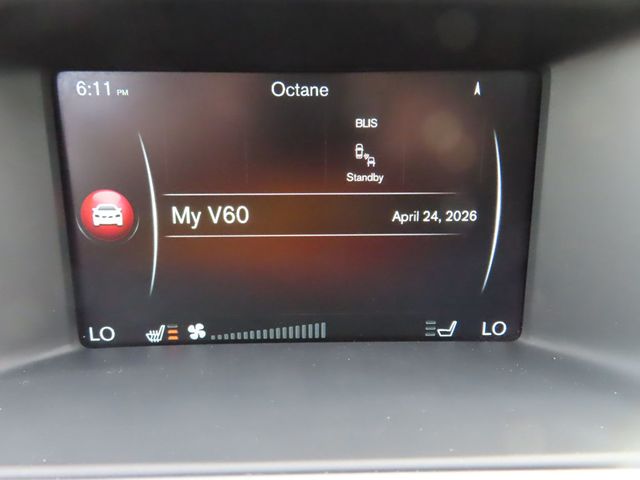 6:11 PM Octane
BLIS
Standby
My V60 April 24, 2026
LO LO